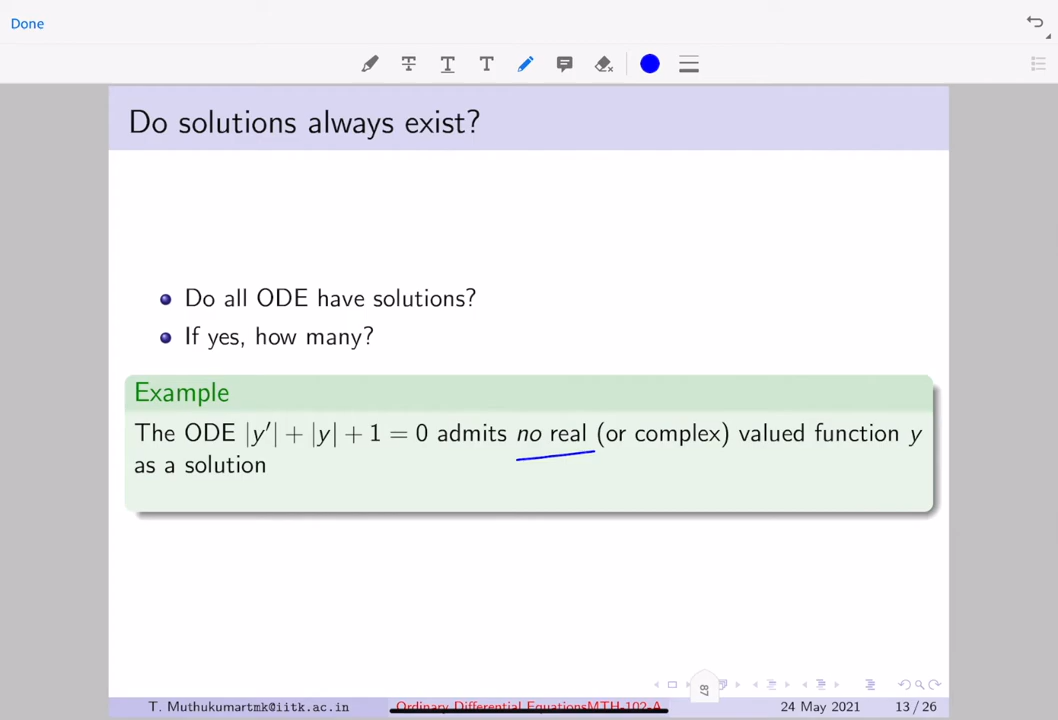 Done
Do solutions always exist?
Do all ODE have solutions?
If yes, how many?
Example
The ODE |y′| + |y| + 1 = 0 admits no real (or complex) valued function y
as a solution
87
T. Muthukumartmk@iitk.ac.in Ordinary Differential EquationsMTH-102-A 24 May 2021 13 / 26